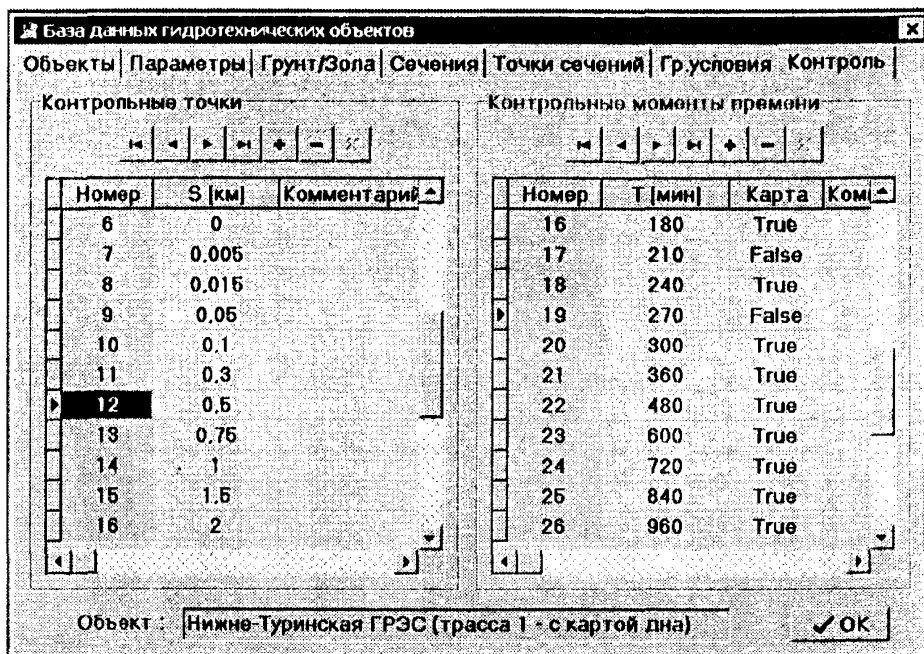 База данных гидротехнических объектов
Объекты Параметры Грунт/Зола Сечения Точки сечений Гр.условия Контроль
Контрольные точки
Номер S [км] Комментарий
6 0
7 0.005
8 0.015
9 0.05
10 0.1
11 0.3
12 0.5
13 0.75
14 1
15 1.5
16 2
Контрольные моменты времени
Номер T [мин] Карта Ком
16 180 True
17 210 False
18 240 True
19 270 False
20 300 True
21 360 True
22 480 True
23 600 True
24 720 True
25 840 True
26 960 True
Объект : Нижне-Туринская ГРЭС (трасса 1 - с картой дна) OK